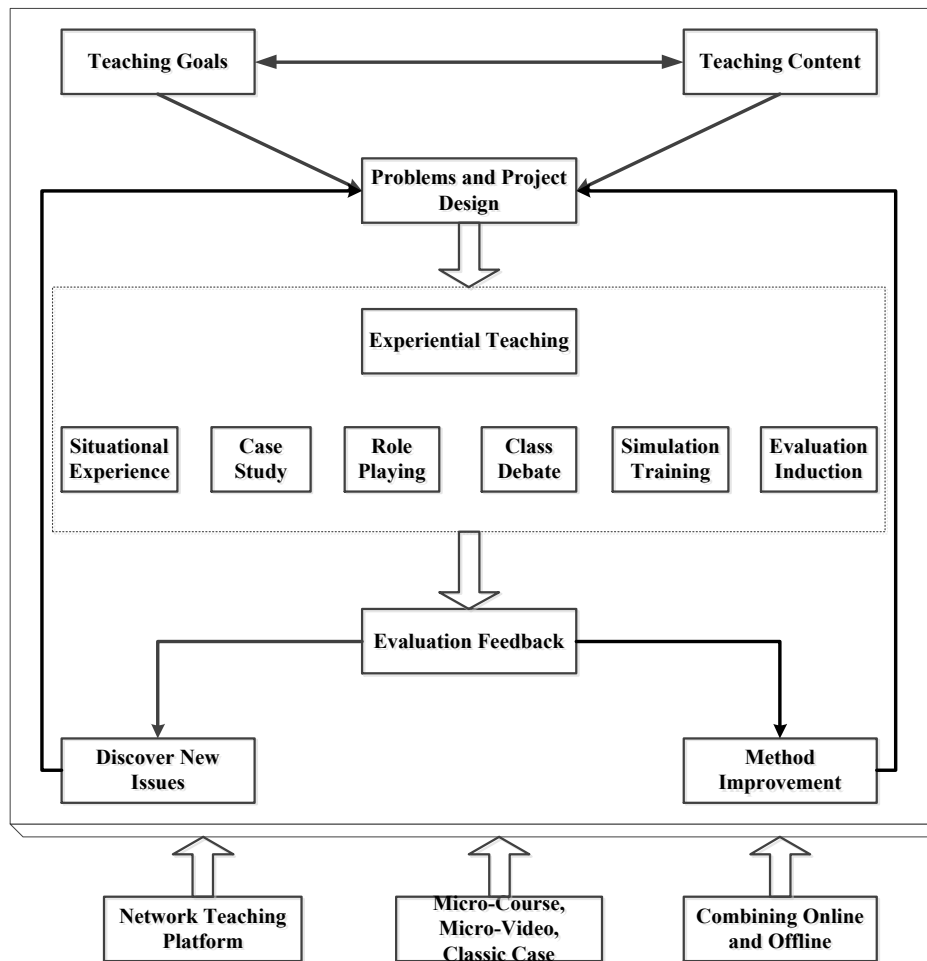 Teaching Goals
Teaching Content
Problems and Project
Design
Experiential Teaching
Situational
Experience
Case
Study
Role
Playing
Class
Debate
Simulation
Training
Evaluation
Induction
Evaluation Feedback
Discover New
Issues
Method
Improvement
Network Teaching
Platform
Micro-Course,
Micro-Video,
Classic Case
Combining Online
and Offline